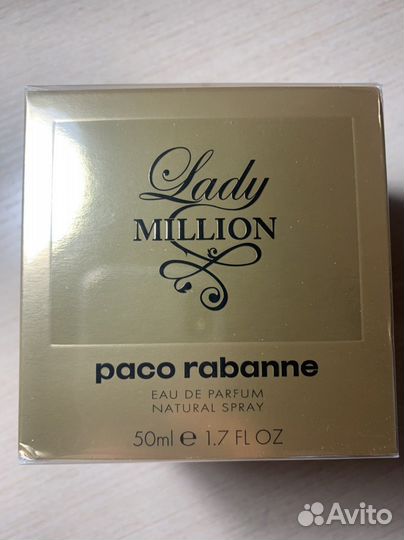 Lady
MILLION
paco rabanne
EAU DE PARFUM
NATURAL SPRAY
50ml ℮ 1.7 FL OZ
Avito